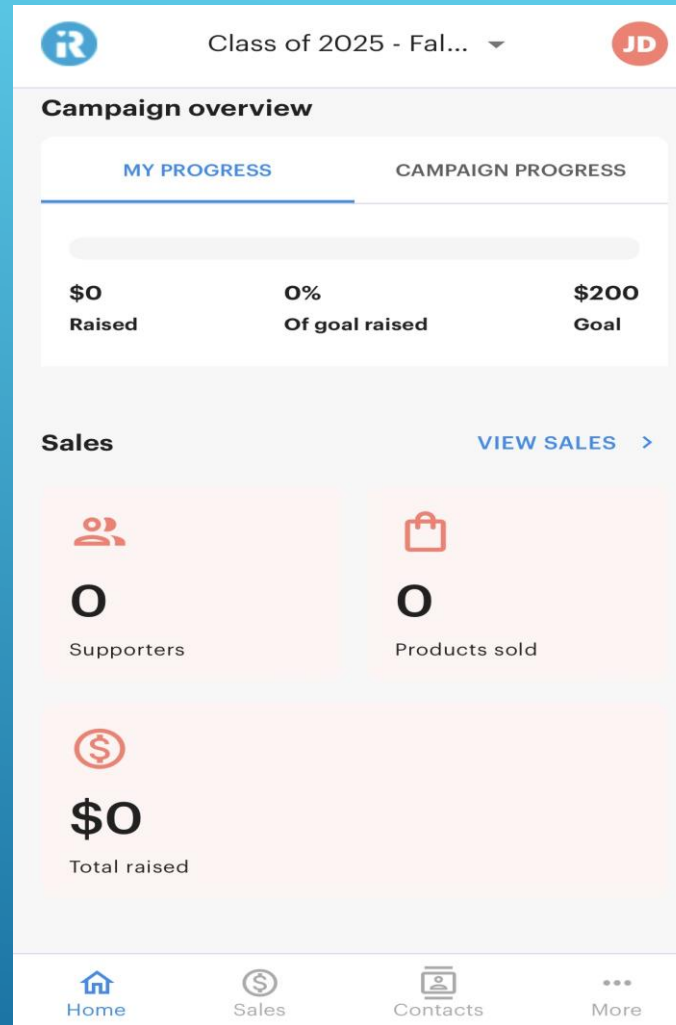 iR
Class of 2025 - Fal...
JD
Campaign overview
MY PROGRESS
CAMPAIGN PROGRESS
$0 0% $200
Raised Of goal raised Goal
Sales
VIEW SALES >
0 0
Supporters Products sold
$0
Total raised
Home Sales Contacts More